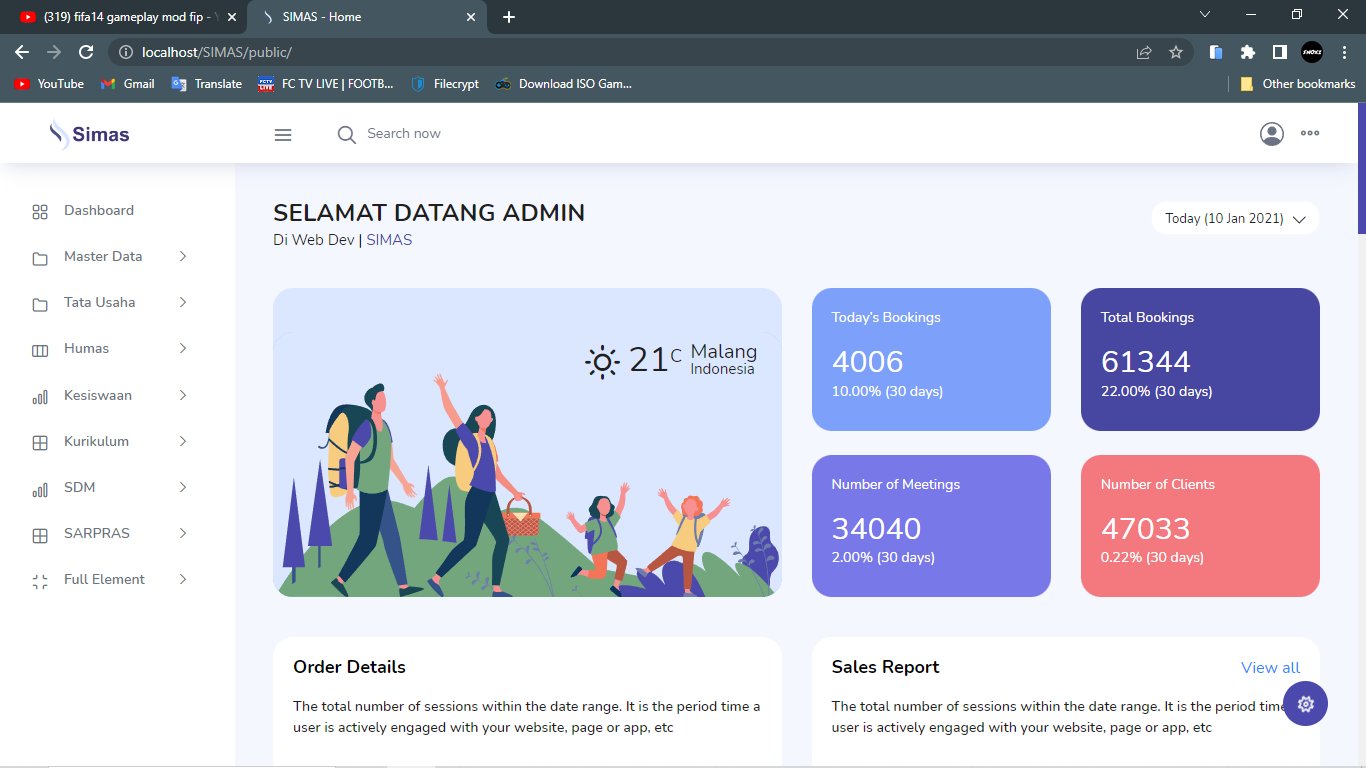 (319) fifa14 gameplay mod fip - Y
SIMAS - Home
localhost/SIMAS/public/
YouTube
Gmail
Translate
FC TV LIVE | FOOTB...
Filecrypt
Download ISO Gam...
Other bookmarks
Simas
Search now
Dashboard
Master Data
Tata Usaha
Humas
Kesiswaan
Kurikulum
SDM
SARPRAS
Full Element
SELAMAT DATANG ADMIN
Di Web Dev | SIMAS
Today (10 Jan 2021)
21 C Malang
Indonesia
Today's Bookings
4006
10.00% (30 days)
Total Bookings
61344
22.00% (30 days)
Number of Meetings
34040
2.00% (30 days)
Number of Clients
47033
0.22% (30 days)
Order Details
The total number of sessions within the date range. It is the period time a
user is actively engaged with your website, page or app, etc
Sales Report
View all
The total number of sessions within the date range. It is the period time
user is actively engaged with your website, page or app, etc